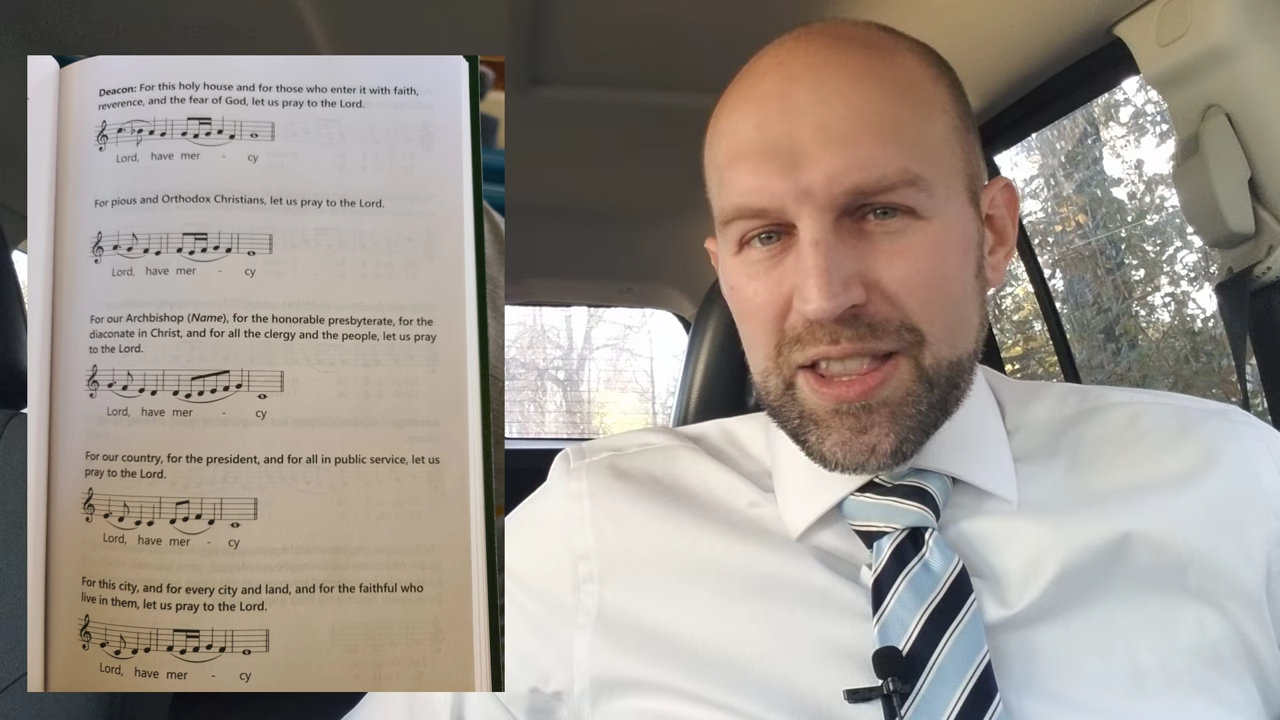 Deacon: For this holy house and for those who enter it with faith,
reverence, and the fear of God, let us pray to the Lord.
Lord, have mer - cy
For pious and Orthodox Christians, let us pray to the Lord.
Lord, have mer - cy
For our Archbishop (Name), for the honorable presbyterate, for the
diaconate in Christ, and for all the clergy and the people, let us pray
to the Lord.
Lord, have mer - cy
For our country, for the president, and for all in public service, let us
pray to the Lord.
Lord, have mer - cy
For this city, and for every city and land, and for the faithful who
live in them, let us pray to the Lord.
Lord, have mer - cy